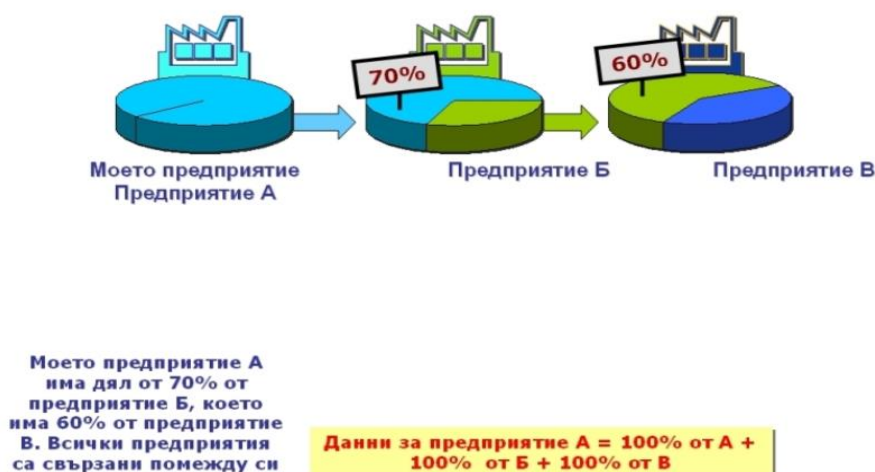 70%
60%
Моето предприятие
Предприятие А
Предприятие Б
Предприятие В
Моето предприятие А
има дял от 70% от
предприятие Б, което
има 60% от предприятие
В. Всички предприятия
са свързани помежду си
Данни за предприятие А = 100% от А +
100% от Б + 100% от В